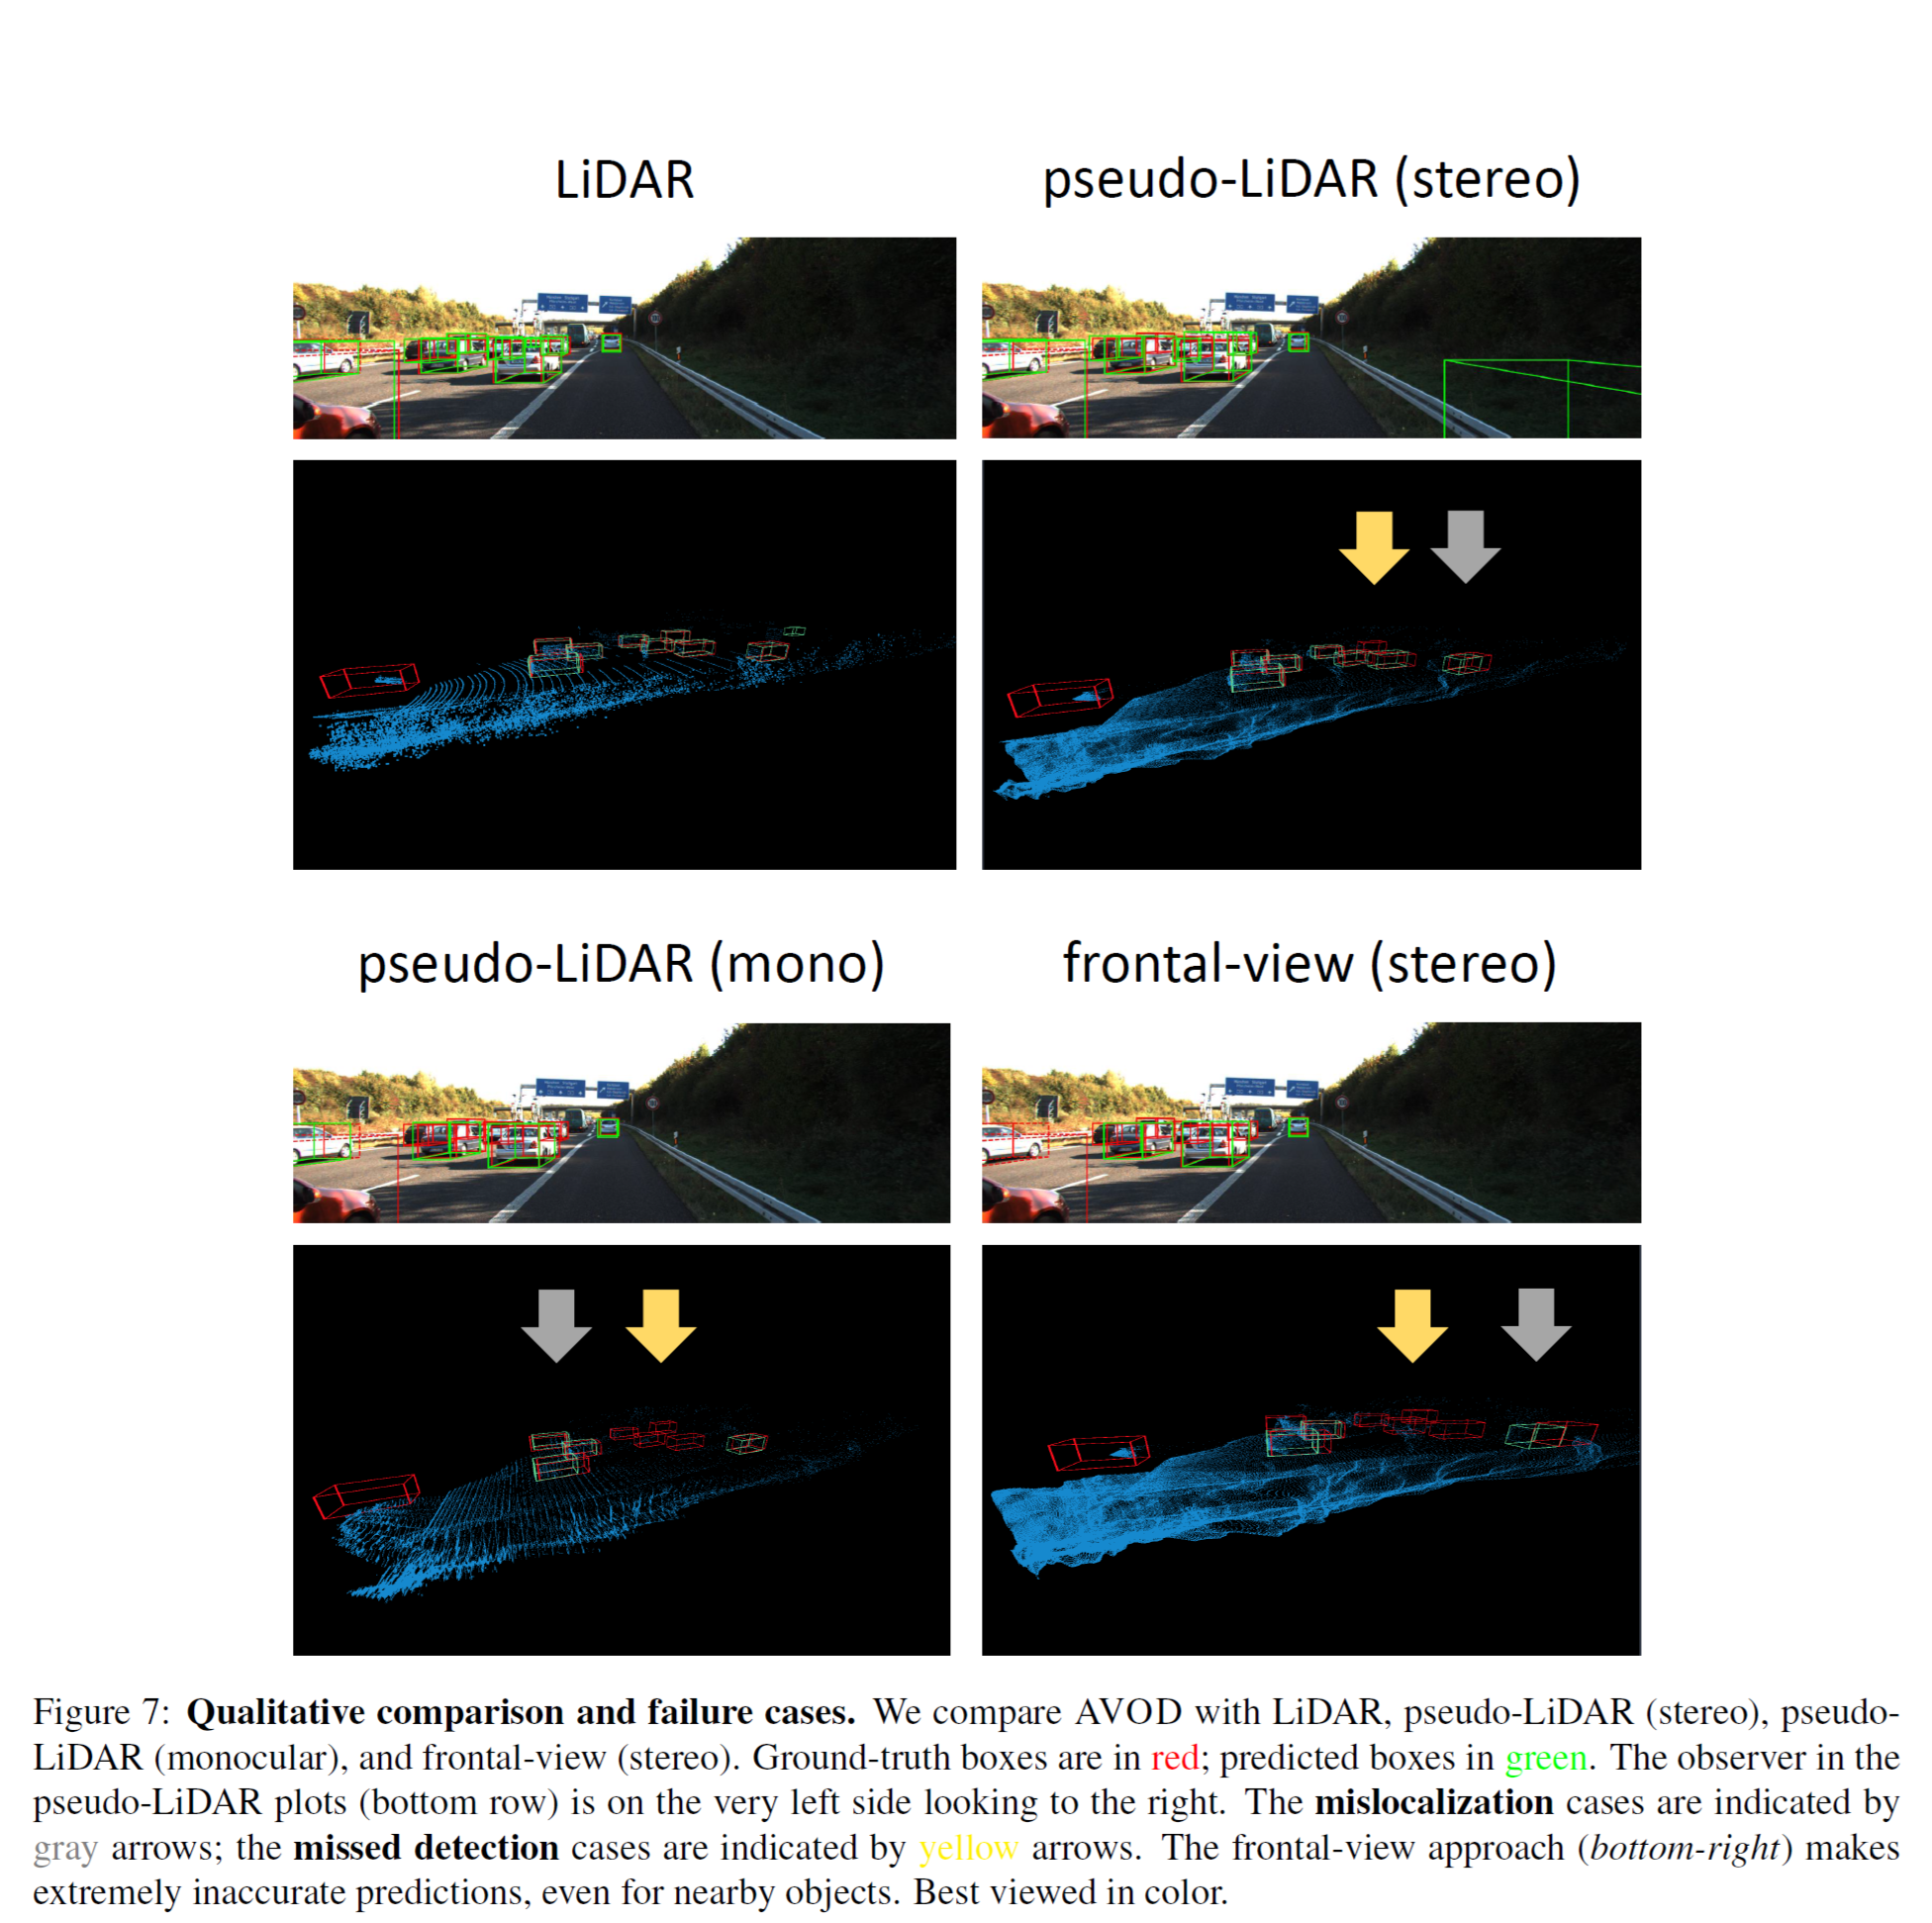 LiDAR
pseudo-LiDAR (stereo)
pseudo-LiDAR (mono)
frontal-view (stereo)
Figure 7: Qualitative comparison and failure cases. We compare AVOD with LiDAR, pseudo-LiDAR (stereo), pseudo-
LiDAR (monocular), and frontal-view (stereo). Ground-truth boxes are in red; predicted boxes in green. The observer in the
pseudo-LiDAR plots (bottom row) is on the very left side looking to the right. The mislocalization cases are indicated by
gray arrows; the missed detection cases are indicated by yellow arrows. The frontal-view approach (bottom-right) makes
extremely inaccurate predictions, even for nearby objects. Best viewed in color.